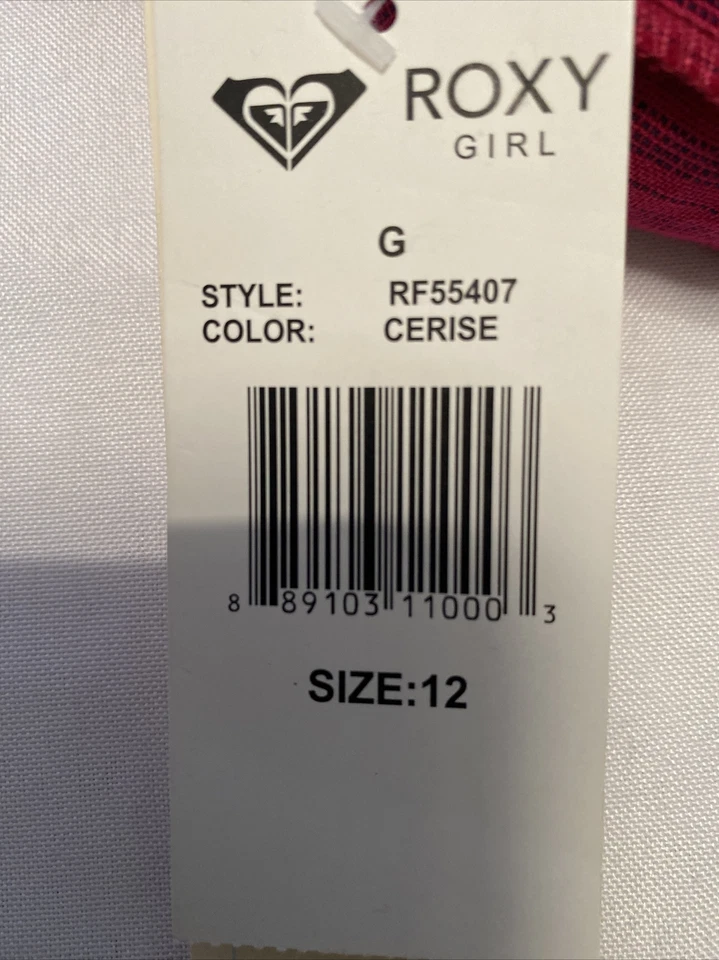 ROXY
GIRL
G
STYLE: RF55407
COLOR: CERISE
8 89103 11000 3
SIZE:12